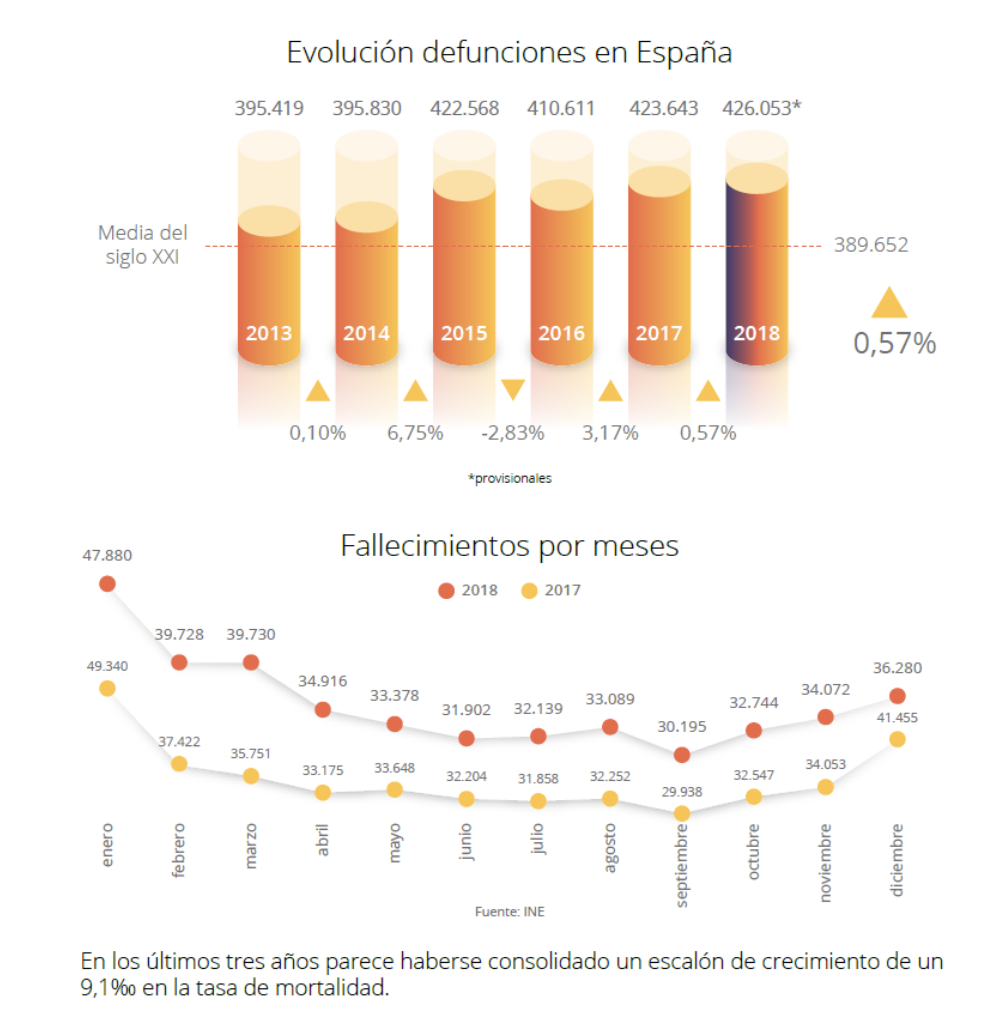 Evolución defunciones en España
395.419 395.830 422.568 410.611 423.643 426.053*
Media del
siglo XXI
389.652
2013 2014 2015 2016 2017 2018
0,57%
0,10% 6,75% -2,83% 3,17% 0,57%
*provisionales
Fallecimientos por meses
2018 2017
47.880
39.728 39.730
34.916
33.378
31.902 32.139
33.089
30.195
32.744
34.072
36.280
49.340
37.422
35.751
33.175
33.648
32.204
31.858
32.252
29.938
32.547
34.053
41.455
enero
febrero
marzo
abril
mayo
junio
julio
agosto
septiembre
octubre
noviembre
diciembre
Fuente: INE
En los últimos tres años parece haberse consolidado un escalón de crecimiento de un
9,1‰ en la tasa de mortalidad.